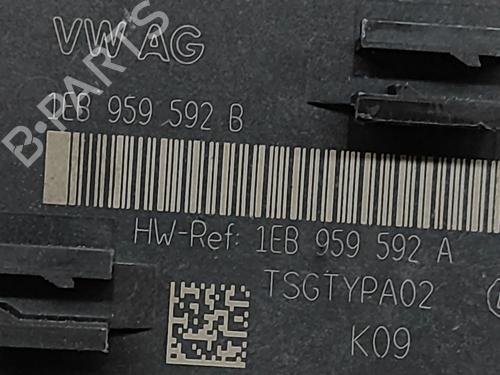 VW AG
1EB 959 592 B
HW-Ref: 1EB 959 592 A
TSGTYPA02
K09
B-PARTS